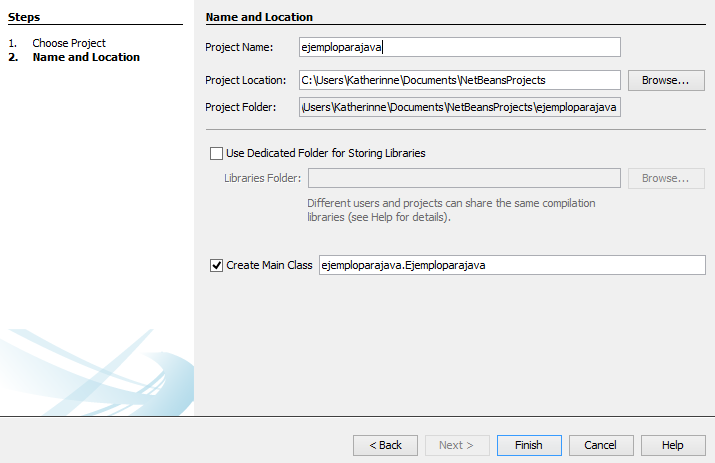 Steps
1. Choose Project
2. Name and Location
Name and Location
Project Name: ejemploparajava
Project Location: C:\Users\Katherinne\Documents\NetBeansProjects Browse...
Project Folder: \Users\Katherinne\Documents\NetBeansProjects\ejemploparajava
Use Dedicated Folder for Storing Libraries
Libraries Folder: Browse...
Different users and projects can share the same compilation
libraries (see Help for details).
Create Main Class ejemploparajava.Ejemploparajava
< Back Next > Finish Cancel Help